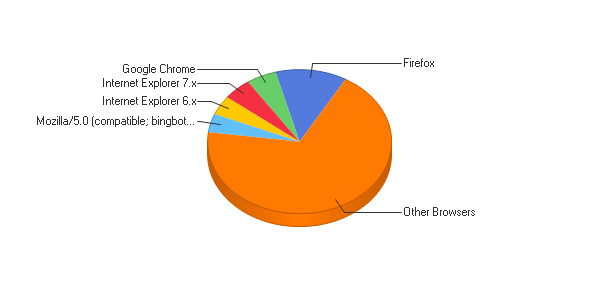 Google Chrome
Firefox
Internet Explorer 7.x
Internet Explorer 6.x
Mozilla/5.0 (compatible; bingbot...
Other Browsers